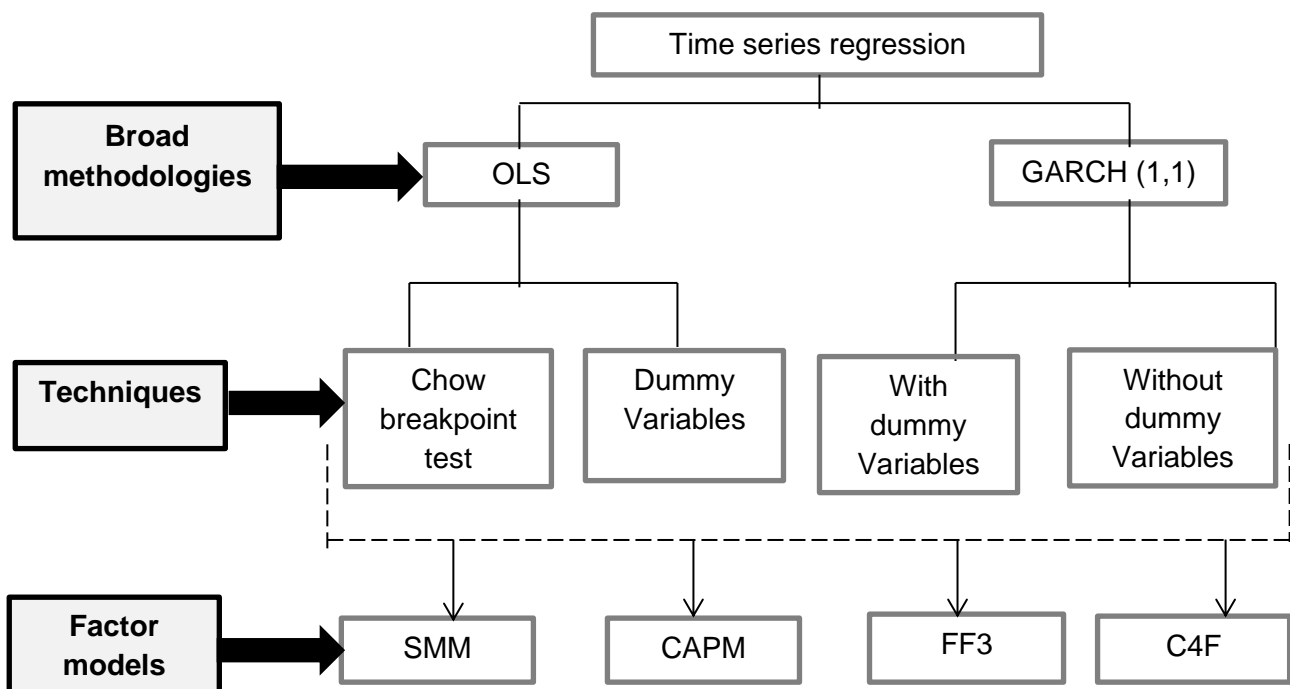 Time series regression
Broad
methodologies
OLS
GARCH (1,1)
Techniques
Chow
breakpoint
test
Dummy
Variables
With
dummy
Variables
Without
dummy
Variables
Factor
models
SMM
CAPM
FF3
C4F